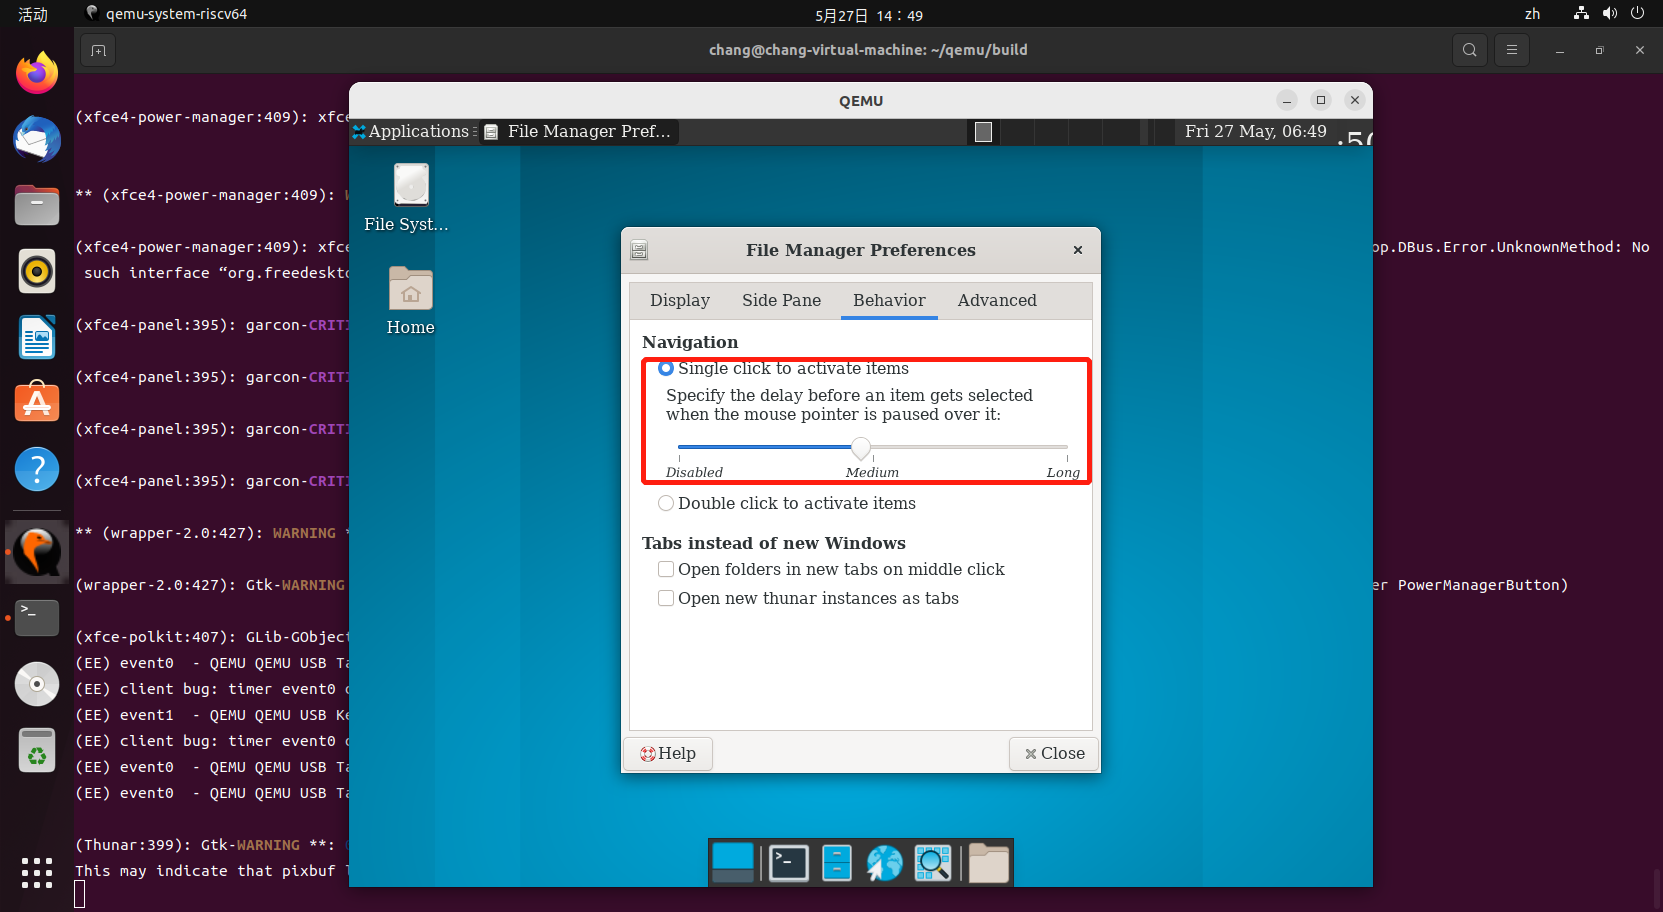 活动 qemu-system-riscv64 5月27日 14：49 zh
chang@chang-virtual-machine: ~/qemu/build
QEMU
Applications File Manager Pref... Fri 27 May, 06:49
File Syst...
Home
File Manager Preferences
Display Side Pane Behavior Advanced
Navigation
Single click to activate items
Specify the delay before an item gets selected
when the mouse pointer is paused over it:
Disabled Medium Long
Double click to activate items
Tabs instead of new Windows
Open folders in new tabs on middle click
Open new thunar instances as tabs
Help Close
(xfce4-power-manager:409): xfce
** (xfce4-power-manager:409):
(xfce4-power-manager:409): xfce op.DBus.Error.UnknownMethod: No
such interface “org.freedeskto
(xfce4-panel:395): garcon-CRITI
(xfce4-panel:395): garcon-CRITI
(xfce4-panel:395): garcon-CRITI
(xfce4-panel:395): garcon-CRITI
** (wrapper-2.0:427): WARNING *
(wrapper-2.0:427): Gtk-WARNING er PowerManagerButton)
(xfce-polkit:407): GLib-GObject
(EE) event0 - QEMU QEMU USB Ta
(EE) client bug: timer event0 d
(EE) event1 - QEMU QEMU USB Ke
(EE) client bug: timer event0 d
(EE) event0 - QEMU QEMU USB Ta
(EE) event0 - QEMU QEMU USB Ta
(Thunar:399): Gtk-WARNING **:
This may indicate that pixbuf l